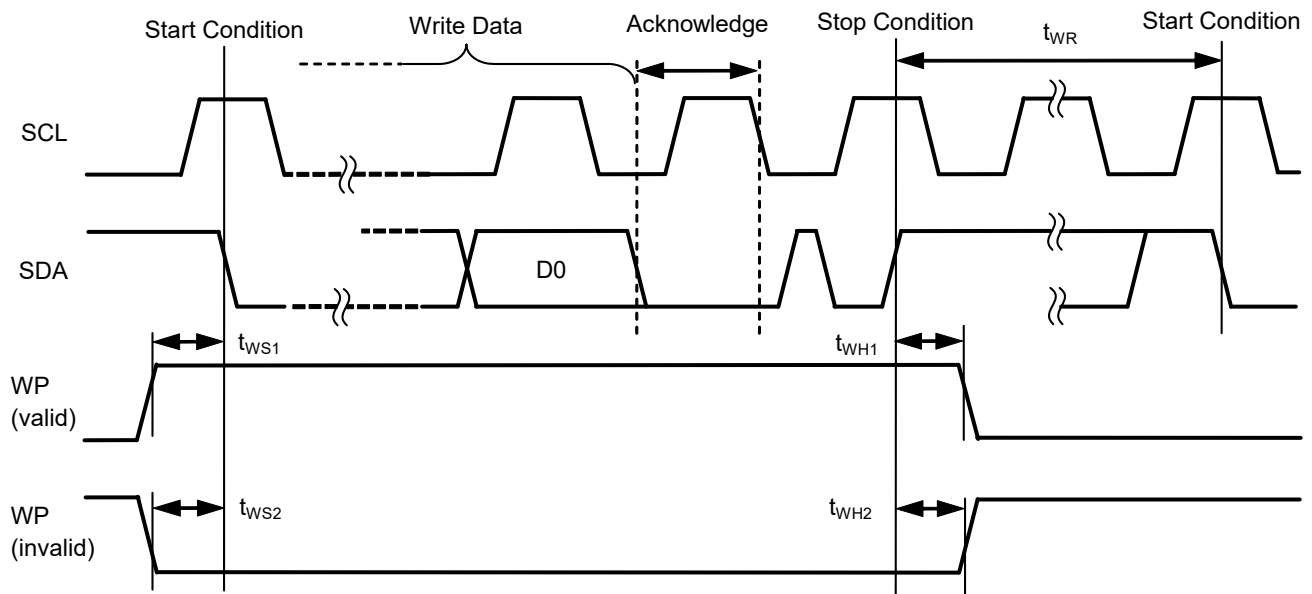 Start Condition
Write Data
Acknowledge
Stop Condition
Start Condition
tWR
SCL
SDA
D0
tWS1
tWH1
WP
(valid)
tWS2
tWH2
WP
(invalid)